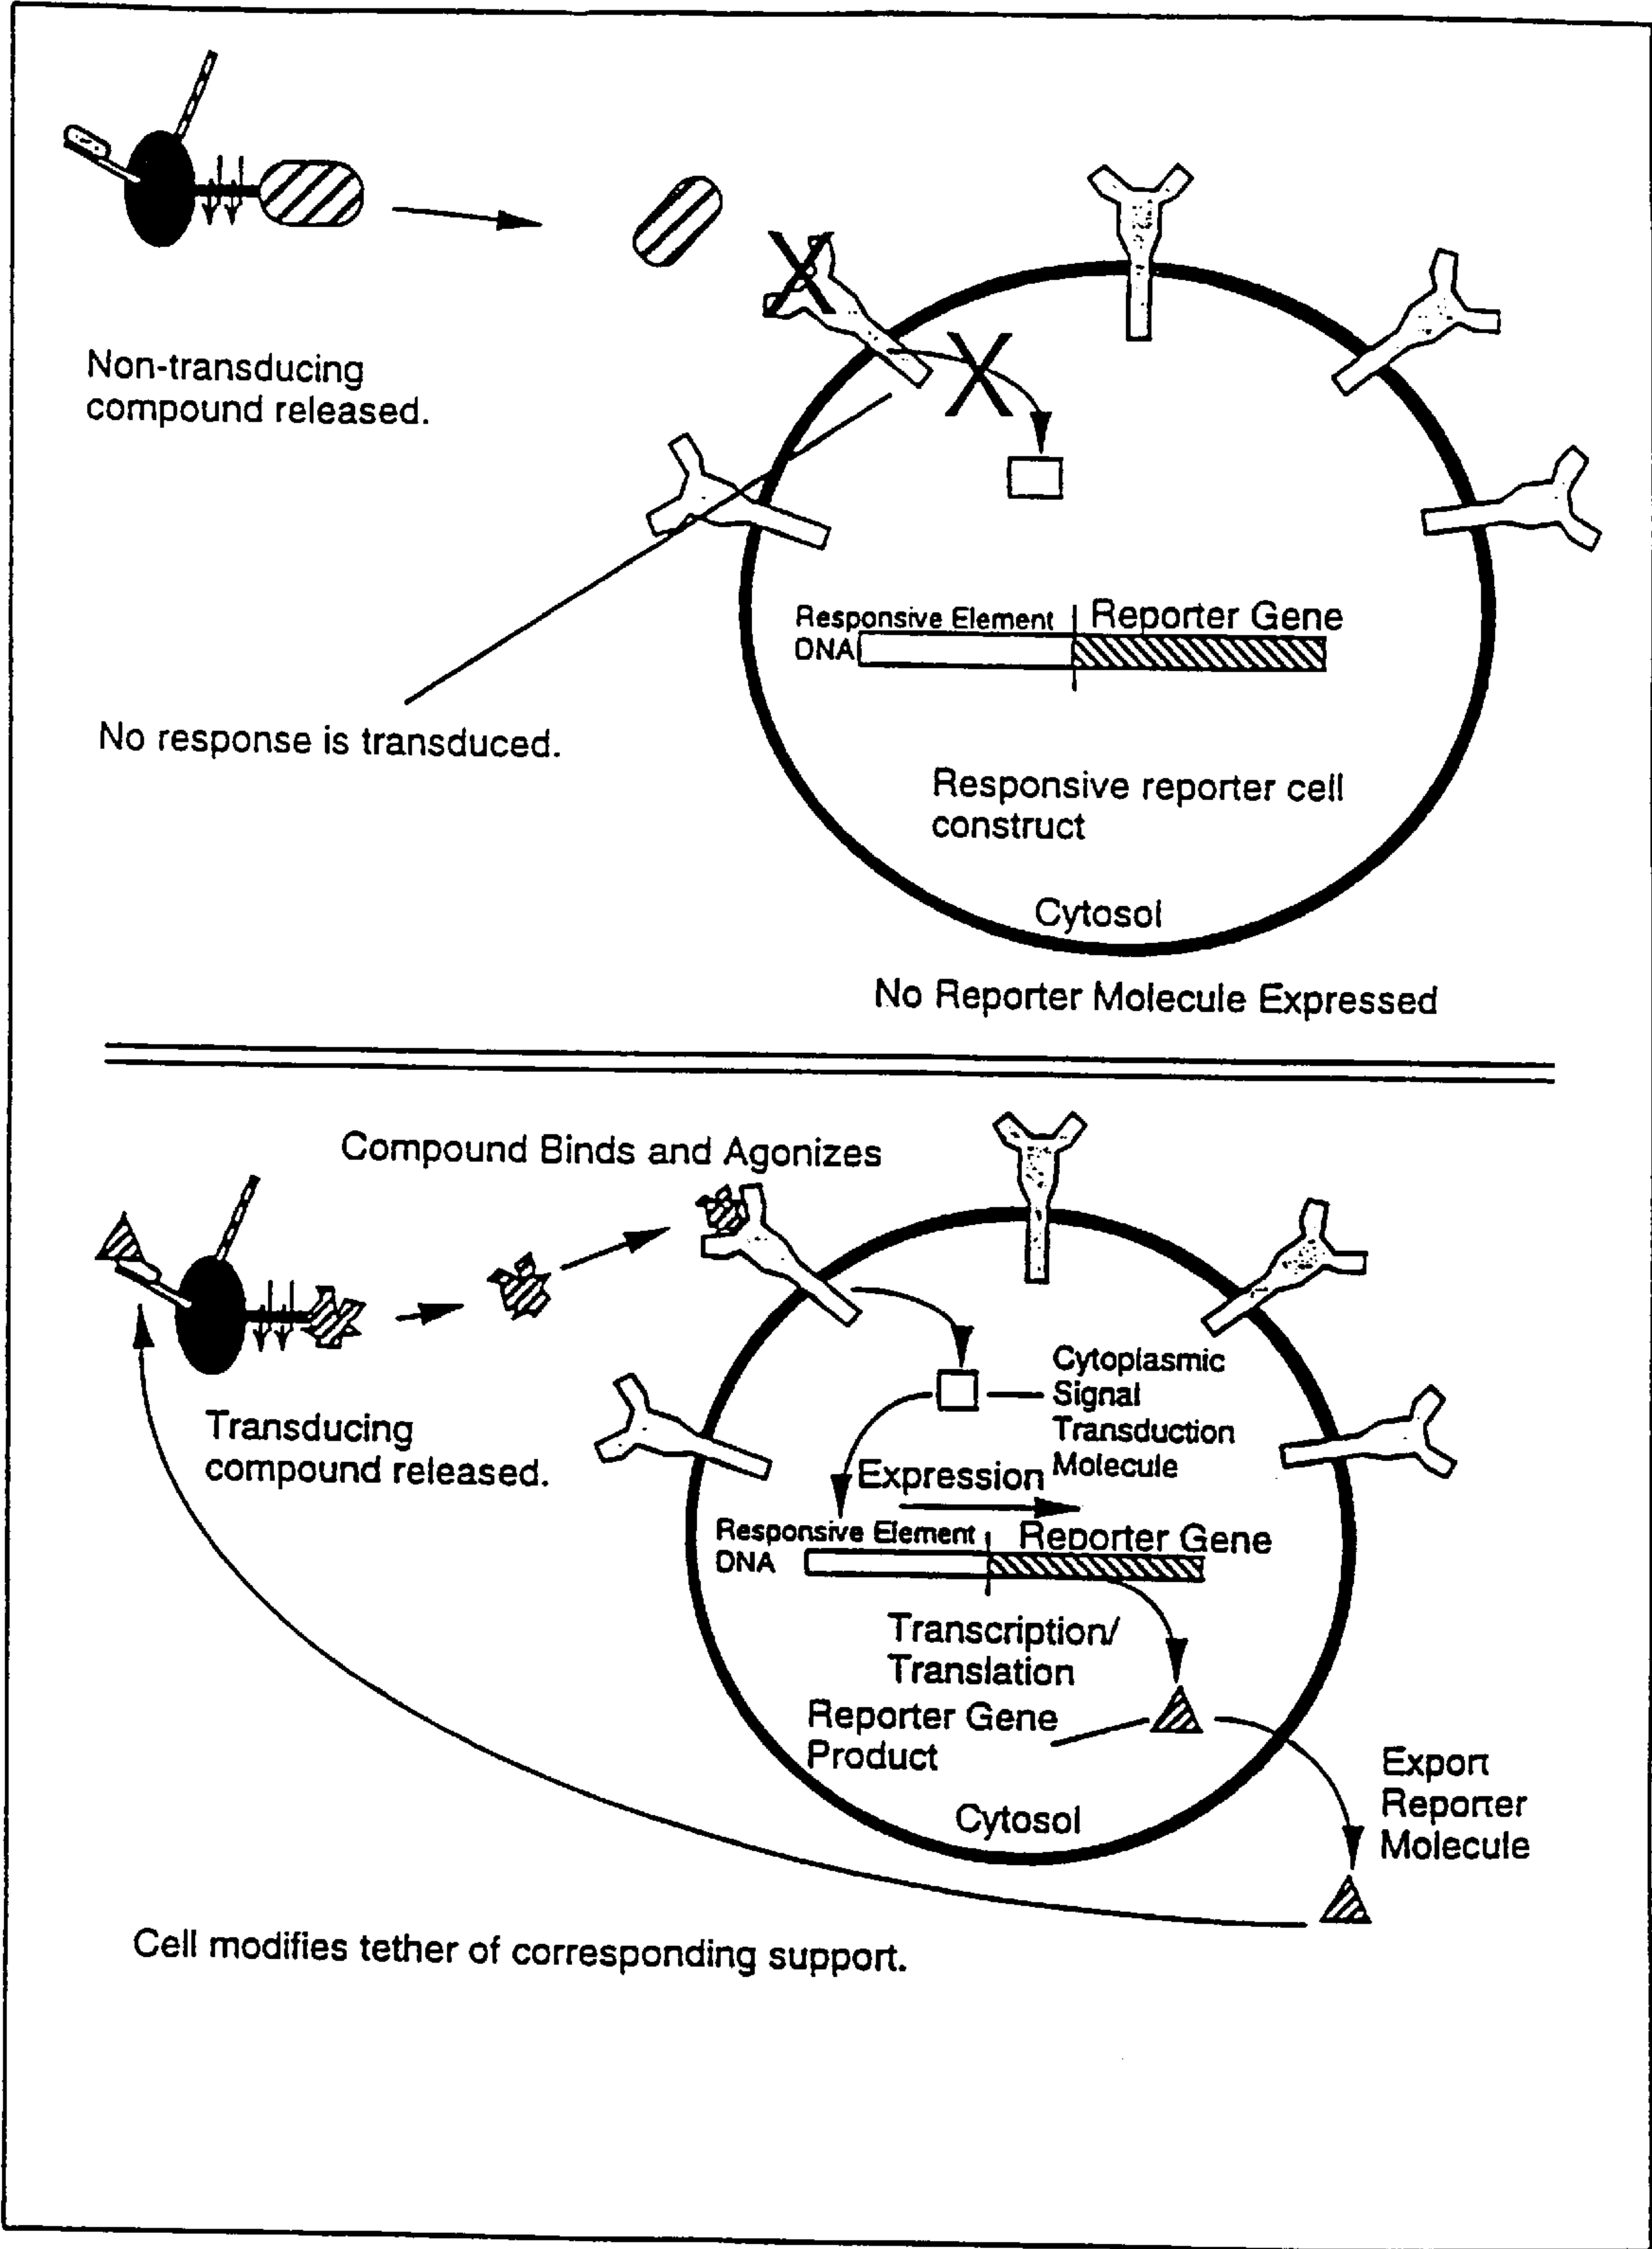 Non-transducing
compound released.
Responsive Element
Reporter Gene
DNA
No response is transduced.
Responsive reporter cell
construct
Cytosol
No Reporter Molecule Expressed
Compound Binds and Agonizes
Cytoplasmic
Signal
Transduction
Molecule
Transducing
compound released.
Expression
Responsive Element
Reporter Gene
DNA
Transcription/
Translation
Reporter Gene
Product
Export
Reporter
Molecule
Cytosol
Cell modifies tether of corresponding support.